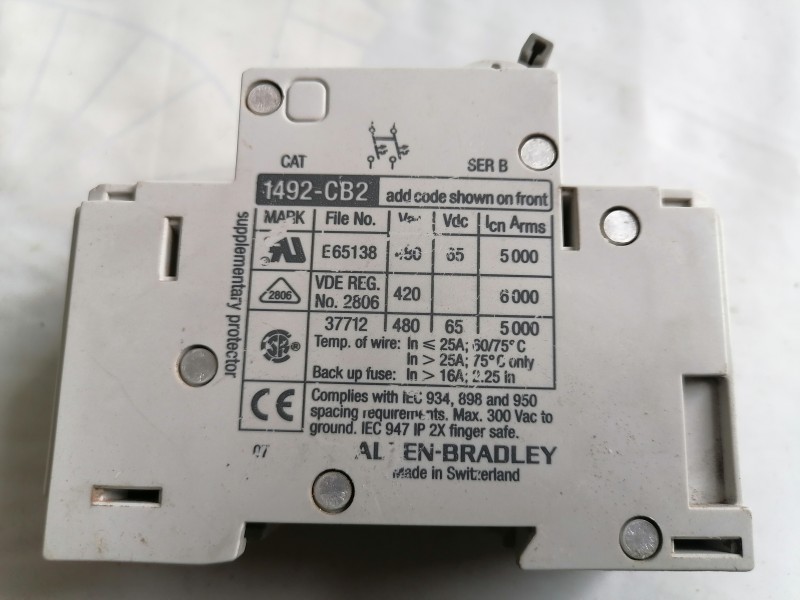 CAT SER B
1492-CB2 add code shown on front
MARK File No. Vac Vdc Icn Arms
E65138 480 65 5000
2806 VDE REG. No. 2806 420 6000
37712 480 65 5000
Temp. of wire: In ≤ 25A; 60/75°C
In > 25A; 75°C only
Back up fuse: In > 16A; 2.25 in
CE Complies with IEC 934, 898 and 950
spacing requirements. Max. 300 Vac to
ground. IEC 947 IP 2X finger safe.
07 ALLEN-BRADLEY
Made in Switzerland
supplementary protector